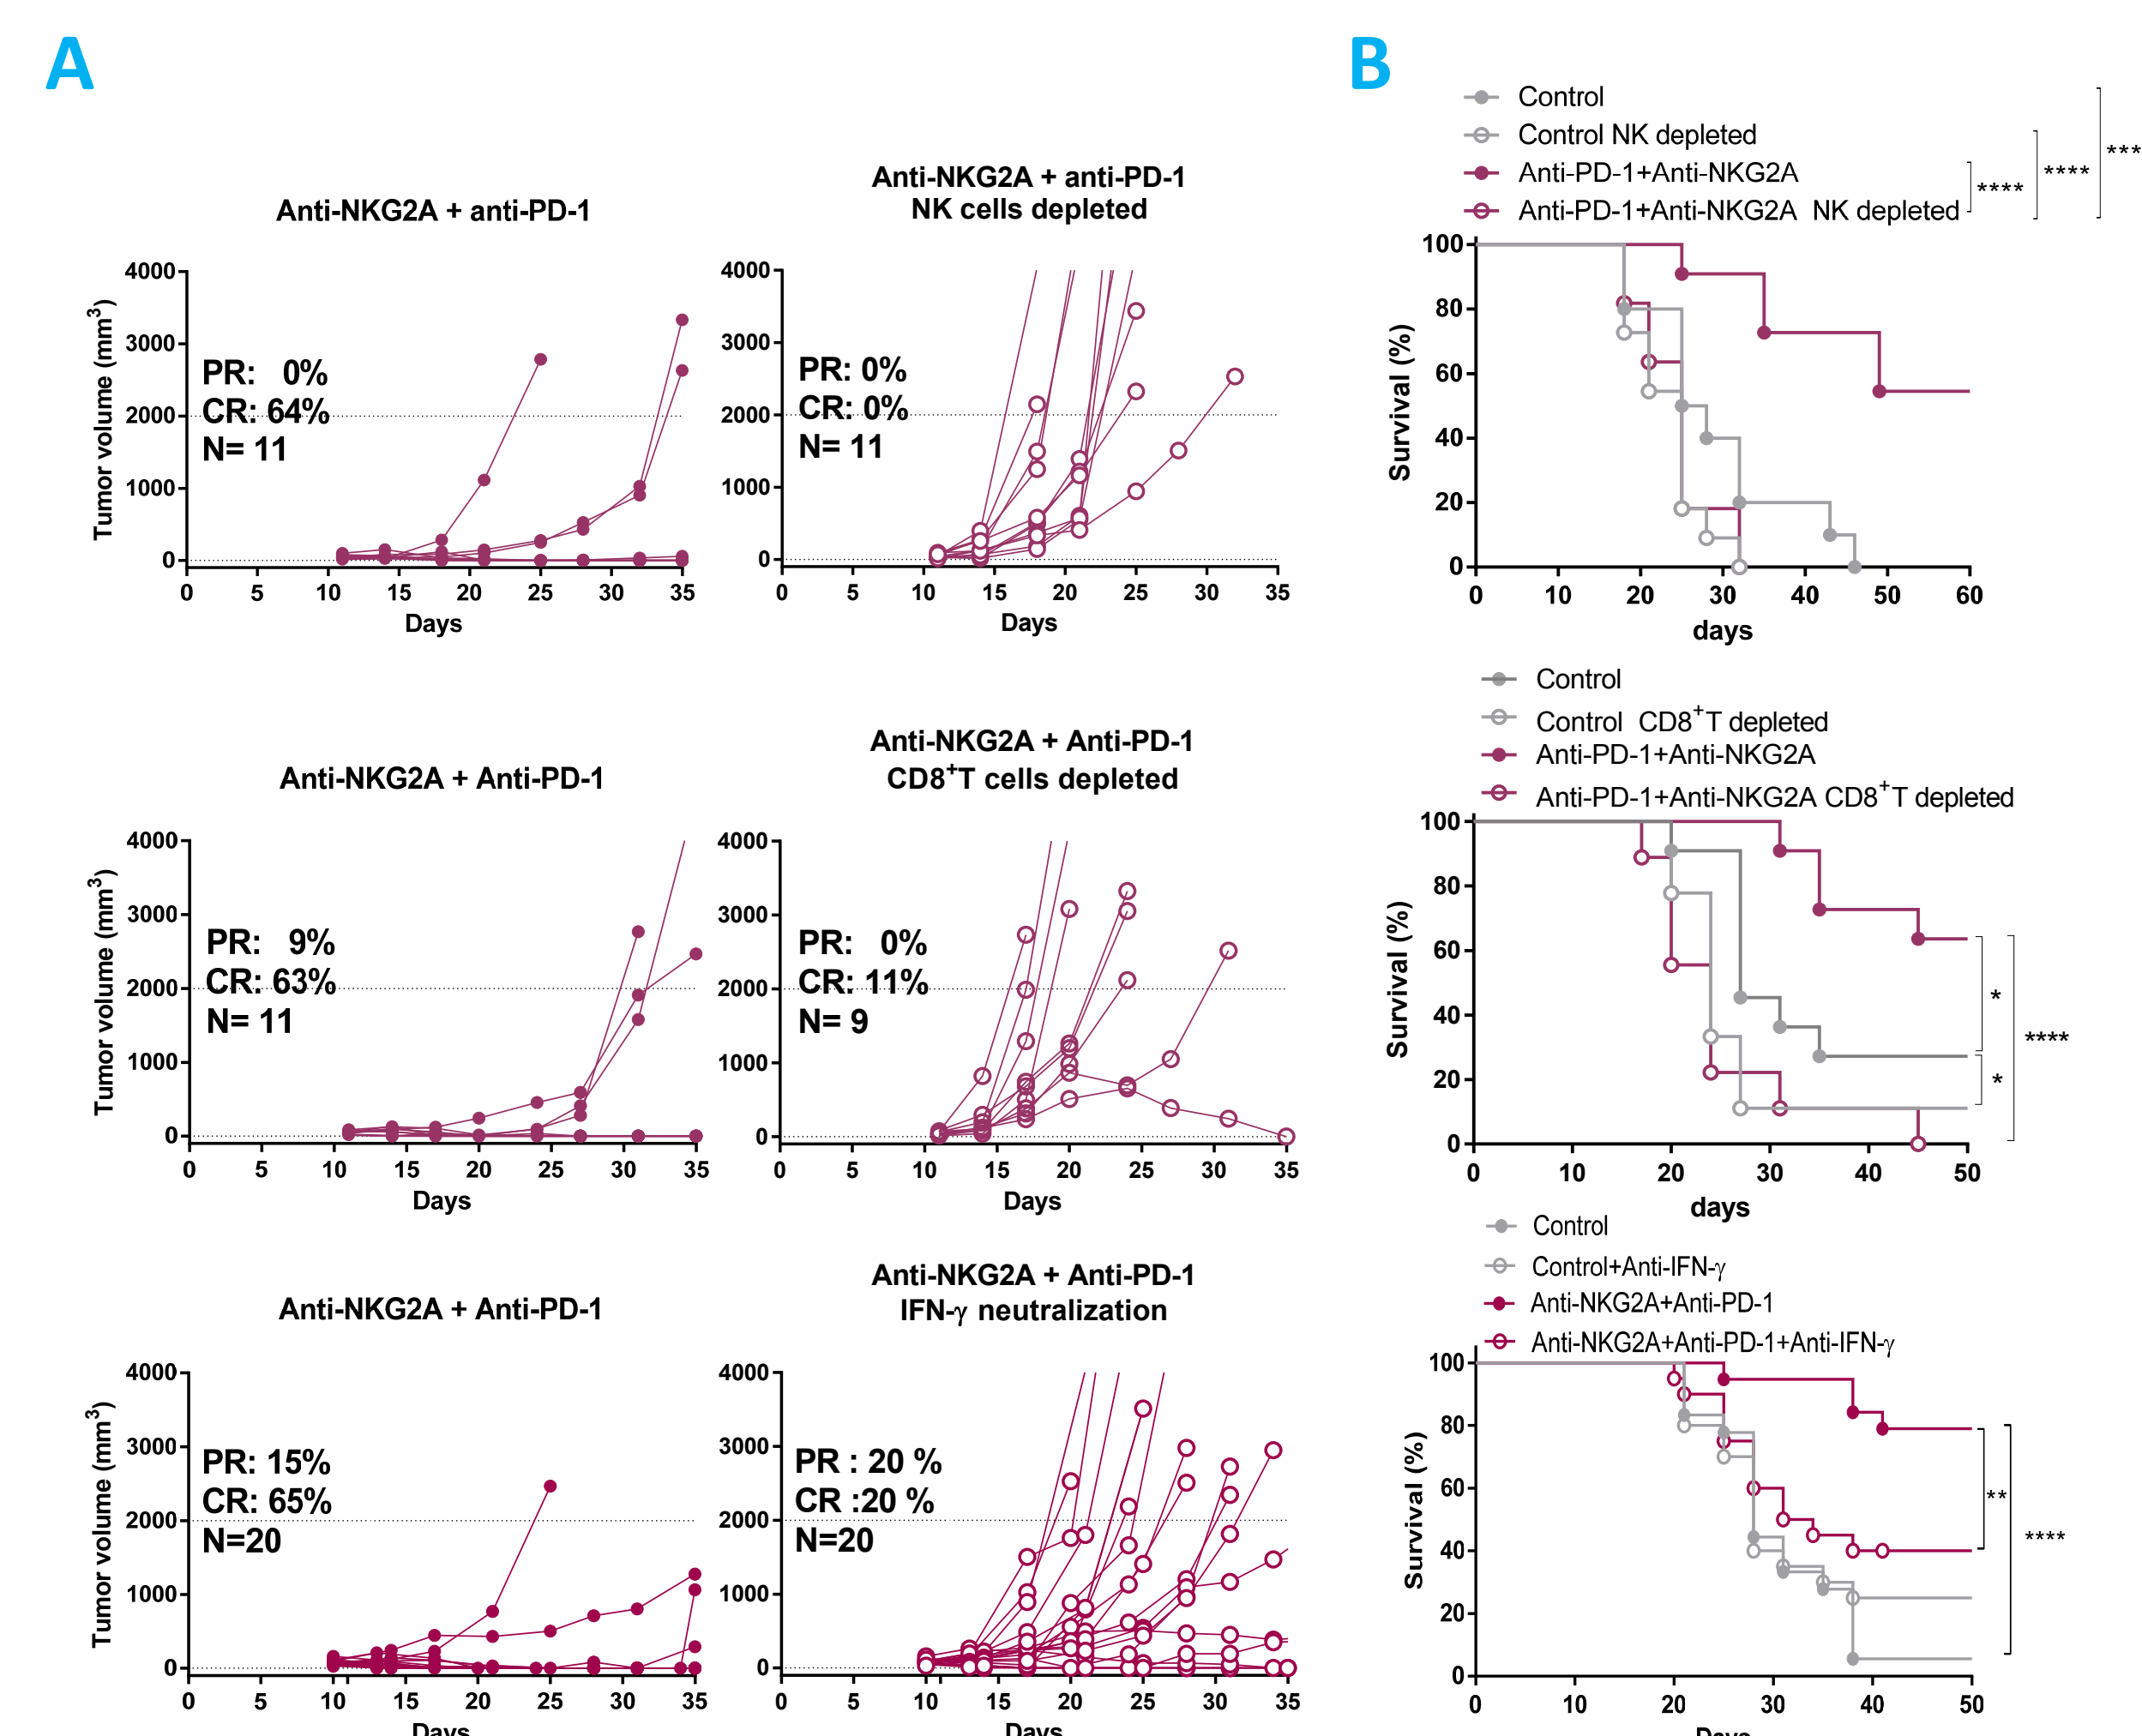 A
B
Control
Control NK depleted
Anti-PD-1+Anti-NKG2A
Anti-PD-1+Anti-NKG2A NK depleted
****
****
***
Anti-NKG2A + anti-PD-1
Tumor volume (mm³)
4000
3000
2000
1000
0
PR: 0%
CR: 64%
N= 11
0 5 10 15 20 25 30 35
Days
Anti-NKG2A + anti-PD-1
NK cells depleted
4000
3000
2000
1000
0
PR: 0%
CR: 0%
N= 11
0 5 10 15 20 25 30 35
Days
Survival (%)
100
80
60
40
20
0
0 10 20 30 40 50 60
days
Anti-NKG2A + Anti-PD-1
Tumor volume (mm³)
4000
3000
2000
1000
0
PR: 9%
CR: 63%
N= 11
0 5 10 15 20 25 30 35
Days
Anti-NKG2A + Anti-PD-1
CD8⁺T cells depleted
4000
3000
2000
1000
0
PR: 0%
CR: 11%
N= 9
0 5 10 15 20 25 30 35
Days
Control
Control CD8⁺T depleted
Anti-PD-1+Anti-NKG2A
Anti-PD-1+Anti-NKG2A CD8⁺T depleted
Survival (%)
100
80
60
40
20
0
*
*
****
0 10 20 30 40 50
days
Anti-NKG2A + Anti-PD-1
Tumor volume (mm³)
4000
3000
2000
1000
0
PR: 15%
CR: 65%
N=20
0 5 10 15 20 25 30 35
Days
Anti-NKG2A + Anti-PD-1
IFN-γ neutralization
4000
3000
2000
1000
0
PR : 20 %
CR :20 %
N=20
0 5 10 15 20 25 30 35
Days
Control
Control+Anti-IFN-γ
Anti-NKG2A+Anti-PD-1
Anti-NKG2A+Anti-PD-1+Anti-IFN-γ
Survival (%)
100
80
60
40
20
0
**
****
0 10 20 30 40 50
Days